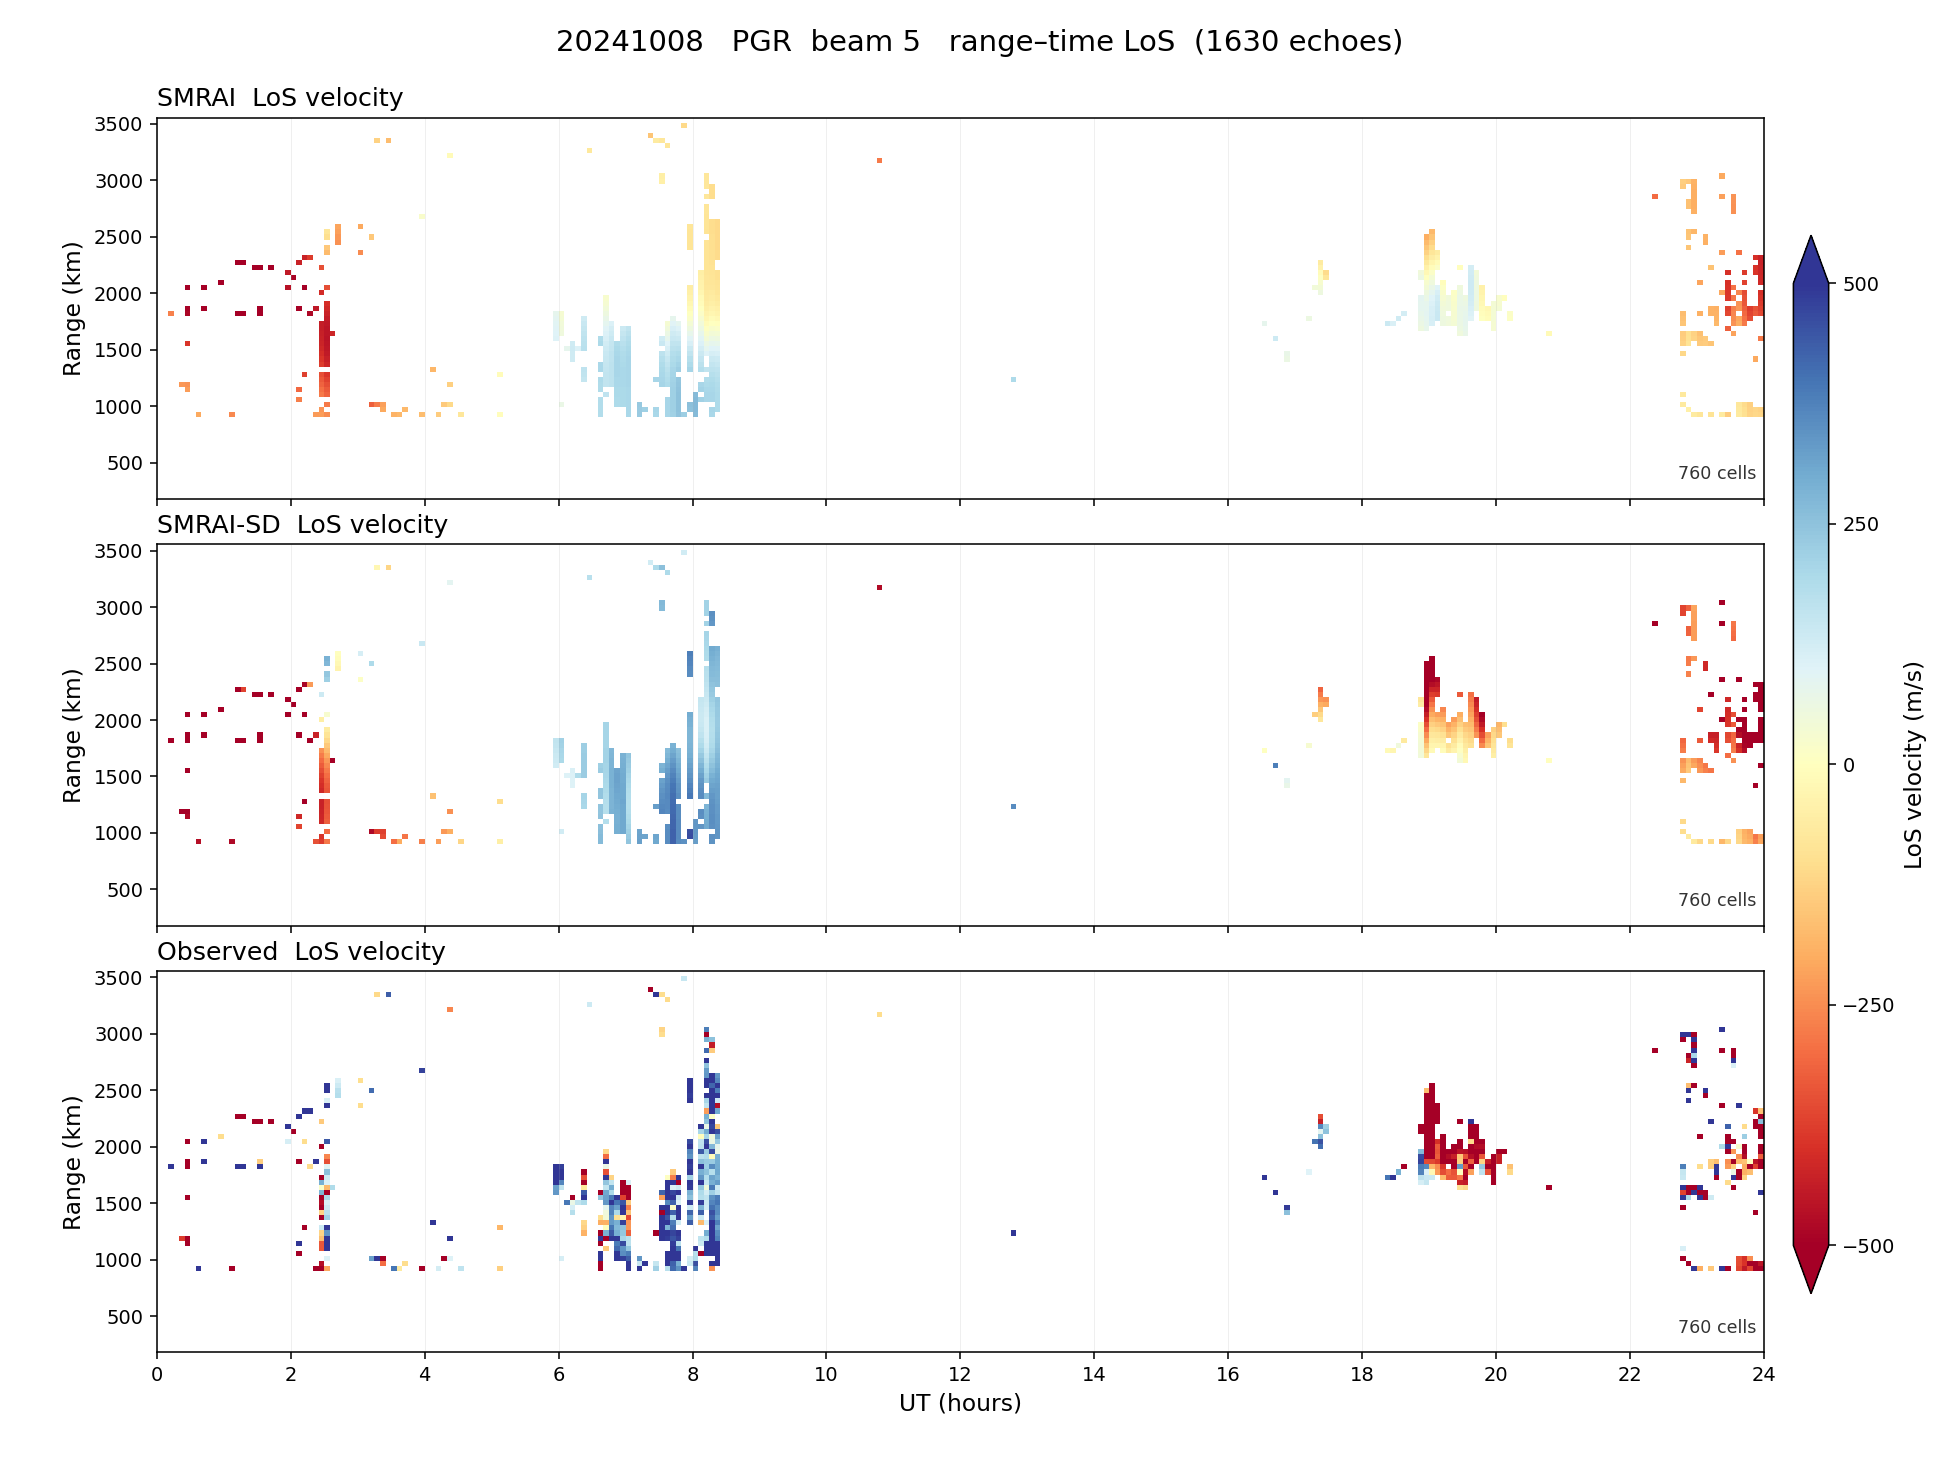 20241008   PGR  beam 5   range–time LoS  (1630 echoes)
SMRAI  LoS velocity
3500
3000
2500
2000
1500
1000
500
Range (km)
760 cells
SMRAI-SD  LoS velocity
3500
3000
2500
2000
1500
1000
500
Range (km)
760 cells
Observed  LoS velocity
3500
3000
2500
2000
1500
1000
500
Range (km)
760 cells
0 2 4 6 8 10 12 14 16 18 20 22 24
UT (hours)
500
250
0
−250
−500
LoS velocity (m/s)